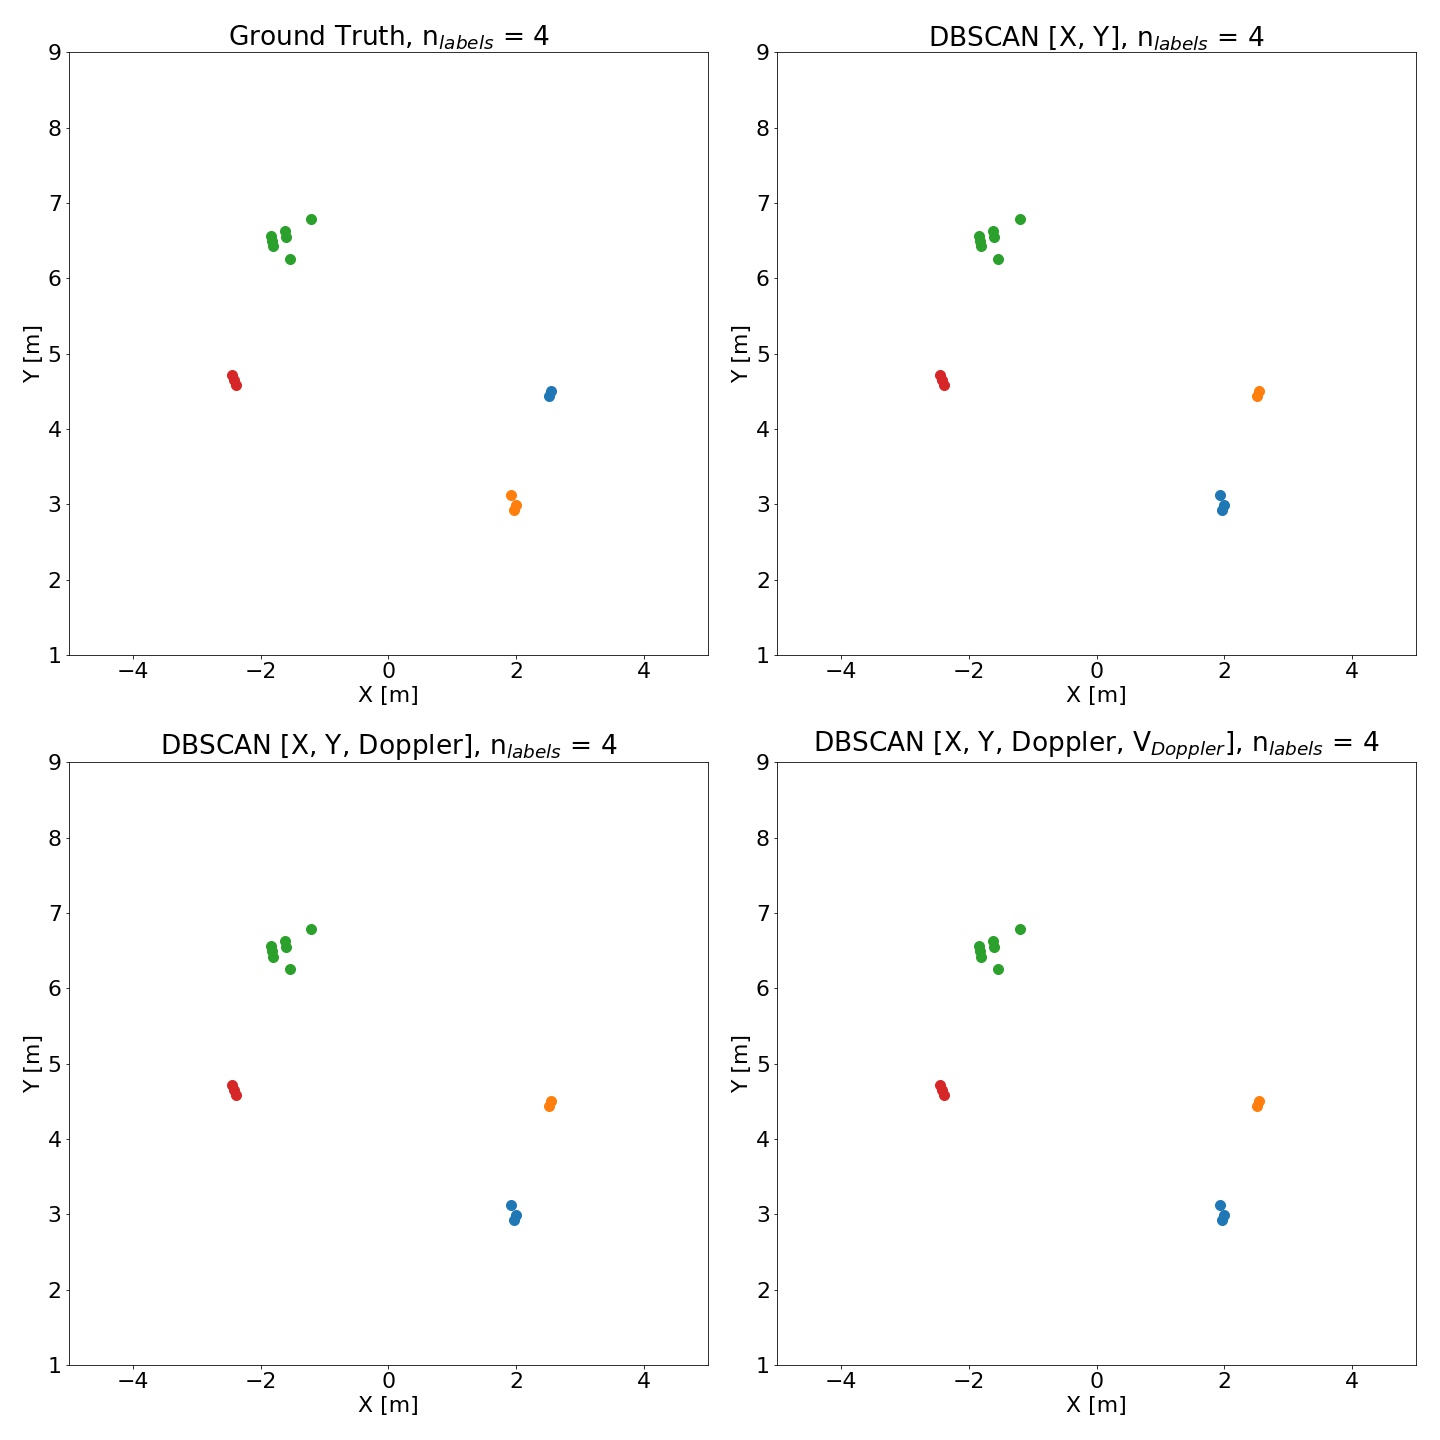 Ground Truth, n_labels = 4
9
8
7
6
5
4
3
2
1
Y [m]
−4 −2 0 2 4
X [m]
DBSCAN [X, Y], n_labels = 4
9
8
7
6
5
4
3
2
1
Y [m]
−4 −2 0 2 4
X [m]
DBSCAN [X, Y, Doppler], n_labels = 4
9
8
7
6
5
4
3
2
1
Y [m]
−4 −2 0 2 4
X [m]
DBSCAN [X, Y, Doppler, V_Doppler], n_labels = 4
9
8
7
6
5
4
3
2
1
Y [m]
−4 −2 0 2 4
X [m]